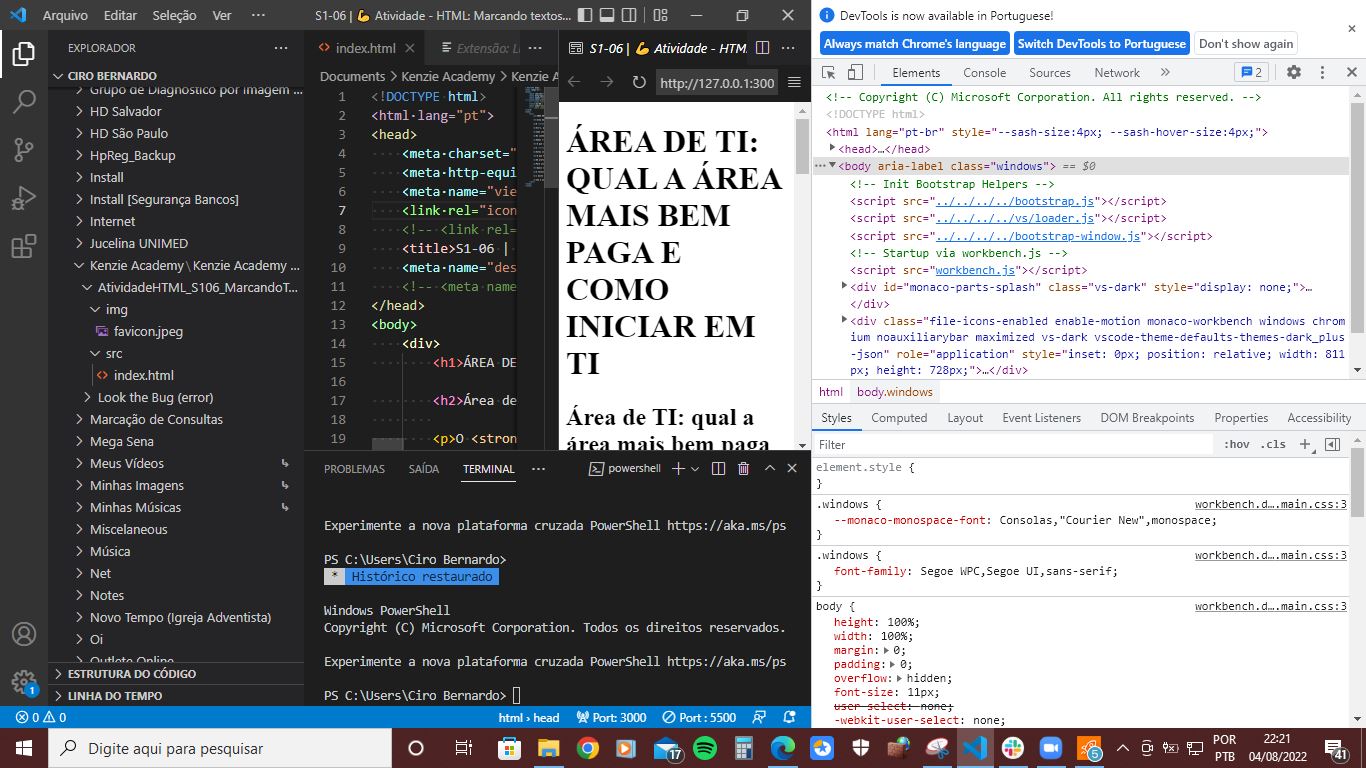 Arquivo Editar Seleção Ver ··· S1-06 | 💪 Atividade - HTML: Marcando textos...
EXPLORADOR
CIRO BERNARDO
Grupo de Diagnóstico por Imagem ...
HD Salvador
HD São Paulo
HpReg_Backup
Install
Install [Segurança Bancos]
Internet
Jucelina UNIMED
Kenzie Academy \ Kenzie Academy ...
AtividadeHTML_S106_MarcandoT...
img
favicon.jpeg
src
index.html
Look the Bug (error)
Marcação de Consultas
Mega Sena
Meus Vídeos
Minhas Imagens
Minhas Músicas
Miscelaneous
Música
Net
Notes
Novo Tempo (Igreja Adventista)
Oi
Outlete Online
ESTRUTURA DO CÓDIGO
LINHA DO TEMPO
index.html Extensão: Li
Documents > Kenzie Academy > Kenzie A
1 <!DOCTYPE html>
2 <html lang="pt">
3 <head>
4 <meta charset="
5 <meta http-equi
6 <meta name="vie
7 <link rel="icon
8 <!-- <link rel=
9 <title>S1-06 |
10 <meta name="des
11 <!-- <meta name
12 </head>
13 <body>
14 <div>
15 <h1>ÁREA DE
16
17 <h2>Área de
18
19 <p>O <stron
S1-06 | 💪 Atividade - HTM
http://127.0.0.1:300
ÁREA DE TI:
QUAL A ÁREA
MAIS BEM
PAGA E
COMO
INICIAR EM
TI
Área de TI: qual a
área mais bem paga
PROBLEMAS SAÍDA TERMINAL ··· powershell
Experimente a nova plataforma cruzada PowerShell https://aka.ms/ps
PS C:\Users\Ciro Bernardo>
* Histórico restaurado
Windows PowerShell
Copyright (C) Microsoft Corporation. Todos os direitos reservados.
Experimente a nova plataforma cruzada PowerShell https://aka.ms/ps
PS C:\Users\Ciro Bernardo>
1
0 0 html › head Port: 3000 Port : 5500
DevTools is now available in Portuguese!
Always match Chrome's language Switch DevTools to Portuguese Don't show again
Elements Console Sources Network » 2
<!-- Copyright (C) Microsoft Corporation. All rights reserved. -->
<!DOCTYPE html>
<html lang="pt-br" style="--sash-size:4px; --sash-hover-size:4px;">
<head>…</head>
<body aria-label class="windows"> == $0
<!-- Init Bootstrap Helpers -->
<script src="../../../../bootstrap.js"></script>
<script src="../../../../vs/loader.js"></script>
<script src="../../../../bootstrap-window.js"></script>
<!-- Startup via workbench.js -->
<script src="workbench.js"></script>
<div id="monaco-parts-splash" class="vs-dark" style="display: none;">…
</div>
<div class="file-icons-enabled enable-motion monaco-workbench windows chrom
ium noauxiliarybar maximized vs-dark vscode-theme-defaults-themes-dark_plus
-json" role="application" style="inset: 0px; position: relative; width: 811
px; height: 728px;">…</div>
html body.windows
Styles Computed Layout Event Listeners DOM Breakpoints Properties Accessibility
Filter :hov .cls
element.style {
}
.windows { workbench.d….main.css:3
--monaco-monospace-font: Consolas,"Courier New",monospace;
}
.windows { workbench.d….main.css:3
font-family: Segoe WPC,Segoe UI,sans-serif;
}
body { workbench.d….main.css:3
height: 100%;
width: 100%;
margin: 0;
padding: 0;
overflow: hidden;
font-size: 11px;
user-select: none;
-webkit-user-select: none;
Digite aqui para pesquisar 17 5 POR 22:21
PTB 04/08/2022 41